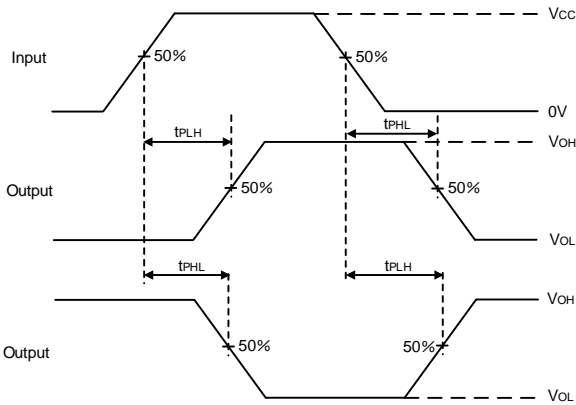 VCC
Input
50%
50%
0V
tPLH
tPHL
VOH
Output
50%
50%
VOL
tPHL
tPLH
VOH
Output
50%
50%
VOL